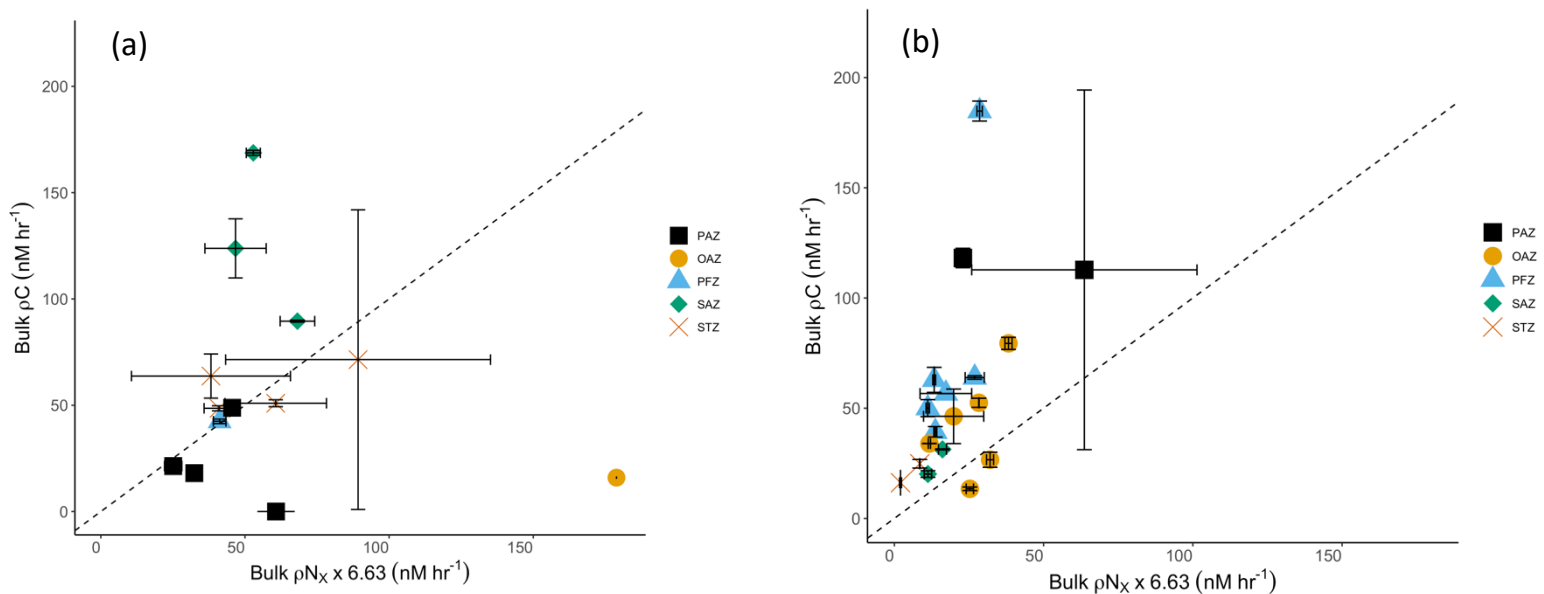 (a)
200
150
100
50
0
Bulk ρC (nM hr⁻¹)
0 50 100 150
Bulk ρN_X x 6.63 (nM hr⁻¹)
PAZ
OAZ
PFZ
SAZ
STZ
(b)
200
150
100
50
0
Bulk ρC (nM hr⁻¹)
0 50 100 150
Bulk ρN_X x 6.63 (nM hr⁻¹)
PAZ
OAZ
PFZ
SAZ
STZ